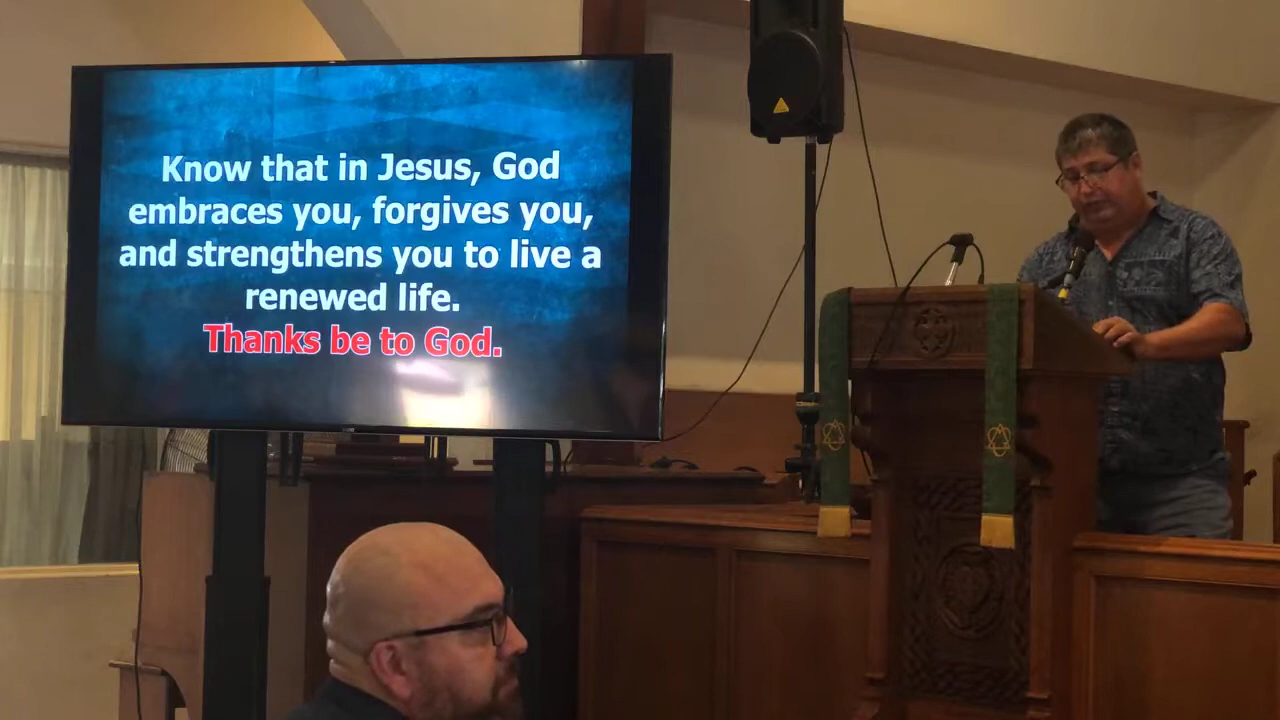 Know that in Jesus, God
embraces you, forgives you,
and strengthens you to live a
renewed life.
Thanks be to God.